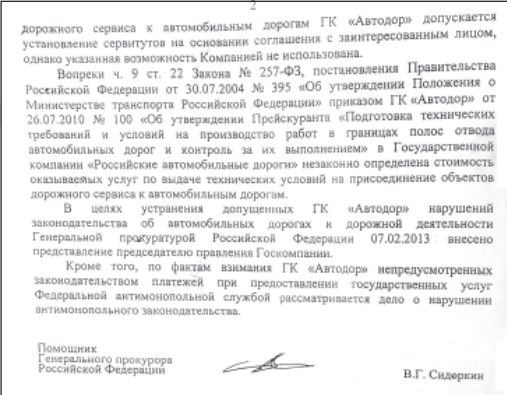 2
дорожного сервиса к автомобильным дорогам ГК «Автодор» допускается
установление сервитутов на основании соглашения с заинтересованным лицом,
однако указанная возможность Компанией не использована.
Вопреки ч. 9 ст. 22 Закона № 257-ФЗ, постановления Правительства
Российской Федерации от 30.07.2004 № 395 «Об утверждении Положения о
Министерстве транспорта Российской Федерации» приказом ГК «Автодор» от
26.07.2010 № 100 «Об утверждении Прейскуранта «Подготовка технических
требований и условий на производство работ в границах полос отвода
автомобильных дорог и контроль за их выполнением» в Государственной
компании «Российские автомобильные дороги» незаконно определена стоимость
оказываемых услуг по выдаче технических условий на присоединение объектов
дорожного сервиса к автомобильным дорогам.
В целях устранения допущенных ГК «Автодор» нарушений
законодательства об автомобильных дорогах и дорожной деятельности
Генеральной прокуратурой Российской Федерации 07.02.2013 внесено
представление председателю правления Госкомпании.
Кроме того, по фактам взимания ГК «Автодор» непредусмотренных
законодательством платежей при предоставлении государственных услуг
Федеральной антимонопольной службой рассматривается дело о нарушении
антимонопольного законодательства.
Помощник
Генерального прокурора
Российской Федерации
В.Г. Сидоркин